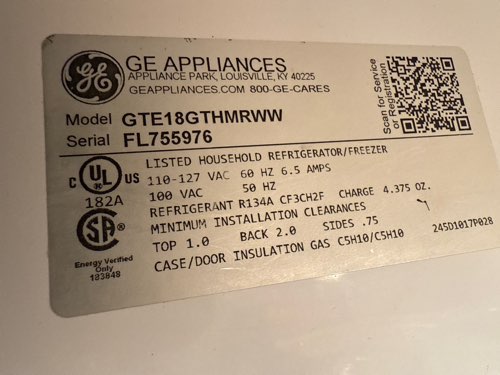 GE
GE APPLIANCES
APPLIANCE PARK, LOUISVILLE, KY 40225
GEAPPLIANCES.COM 800-GE-CARES
Scan for Service
or Registration
Model GTE18GTHMRWW
Serial FL755976
C UL US
182A
LISTED HOUSEHOLD REFRIGERATOR/FREEZER
110-127 VAC 60 HZ 6.5 AMPS
100 VAC 50 HZ
REFRIGERANT R134A CF3CH2F CHARGE 4.375 OZ.
MINIMUM INSTALLATION CLEARANCES
TOP 1.0 BACK 2.0 SIDES .75
CASE/DOOR INSULATION GAS C5H10/C5H10
245D1017P028
SA
Energy Verified
Only
183848